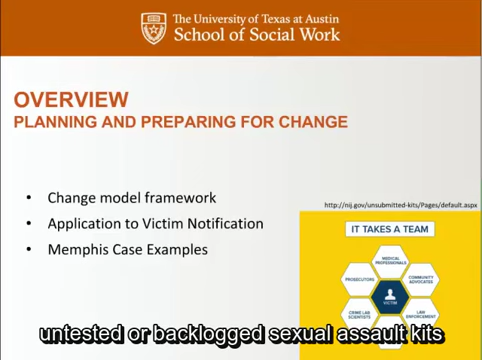 The University of Texas at Austin
School of Social Work
OVERVIEW
PLANNING AND PREPARING FOR CHANGE
• Change model framework
• Application to Victim Notification
• Memphis Case Examples
http://nij.gov/unsubmitted-kits/Pages/default.aspx
IT TAKES A TEAM
MEDICAL
PROFESSIONALS
PROSECUTORS
COMMUNITY
ADVOCATES
VICTIM
CRIME LAB
SCIENTISTS
LAW
ENFORCEMENT
untested or backlogged sexual assault kits